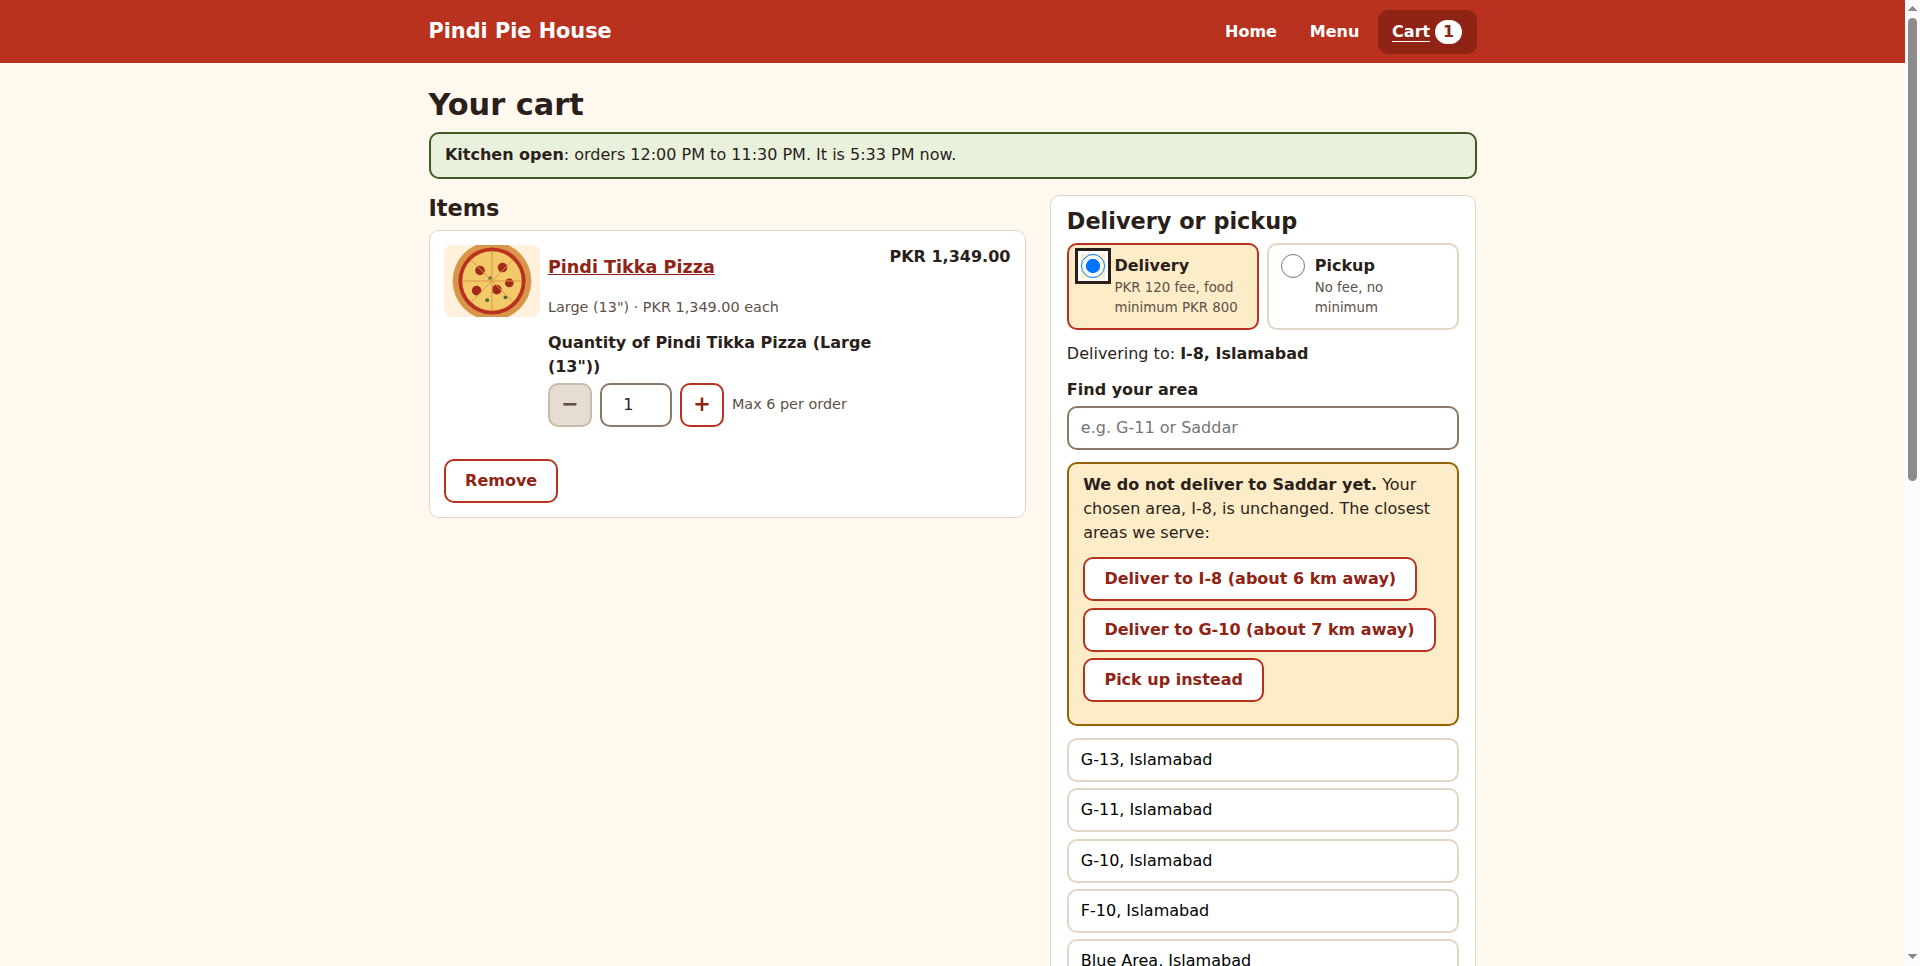 Pindi Pie House
Home
Menu
Cart 1
Your cart
Kitchen open: orders 12:00 PM to 11:30 PM. It is 5:33 PM now.
Items
Pindi Tikka Pizza
PKR 1,349.00
Large (13") · PKR 1,349.00 each
Quantity of Pindi Tikka Pizza (Large
(13"))
− 1 + Max 6 per order
Remove
Delivery or pickup
Delivery
PKR 120 fee, food
minimum PKR 800
Pickup
No fee, no
minimum
Delivering to: I-8, Islamabad
Find your area
e.g. G-11 or Saddar
We do not deliver to Saddar yet. Your
chosen area, I-8, is unchanged. The closest
areas we serve:
Deliver to I-8 (about 6 km away)
Deliver to G-10 (about 7 km away)
Pick up instead
G-13, Islamabad
G-11, Islamabad
G-10, Islamabad
F-10, Islamabad
Blue Area, Islamabad